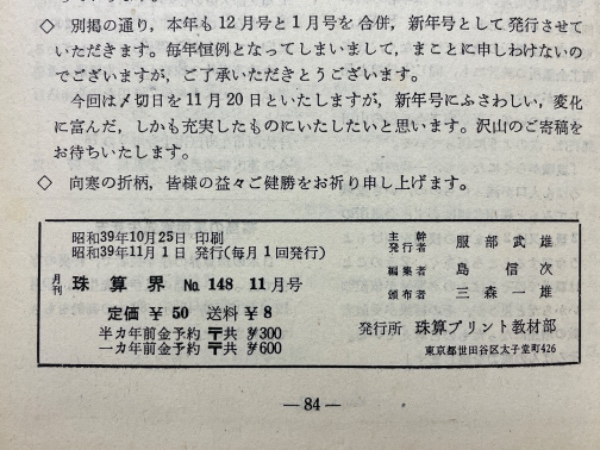 ◇ 別掲の通り，本年も12月号と1月号を合併，新年号として発行させて
いただきます。毎年恒例となってしまいまして，まことに申しわけないの
でございますが，ご了承いただきとうございます。
今回は〆切日を11月20日といたしますが，新年号にふさわしい，変化
に富んだ，しかも充実したものにいたしたいと思います。沢山のご寄稿を
お待ちいたします。
◇ 向寒の折柄，皆様の益々ご健勝をお祈り申し上げます。
昭和39年10月25日 印刷
昭和39年11月1日 発行(毎月1回発行)
月刊 珠算界 No. 148 11月号
定価 ¥50 送料 ¥8
半カ年前金予約 〒共 ¥300
一カ年前金予約 〒共 ¥600
主幹
発行者 服部武雄
編集者 島信次
頒布者 三森一雄
発行所 珠算プリント教材部
東京都世田谷区太子堂町426
—84—